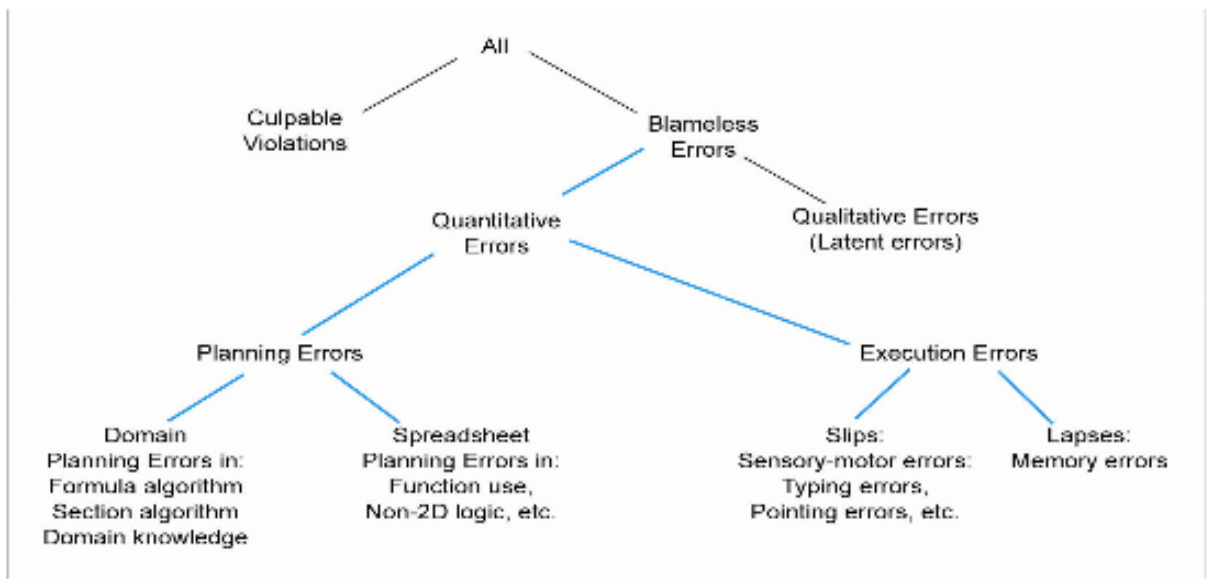 All
Culpable
Violations
Blameless
Errors
Quantitative
Errors
Qualitative Errors
(Latent errors)
Planning Errors
Execution Errors
Domain
Planning Errors in:
Formula algorithm
Section algorithm
Domain knowledge
Spreadsheet
Planning Errors in:
Function use,
Non-2D logic, etc.
Slips:
Sensory-motor errors:
Typing errors,
Pointing errors, etc.
Lapses:
Memory errors